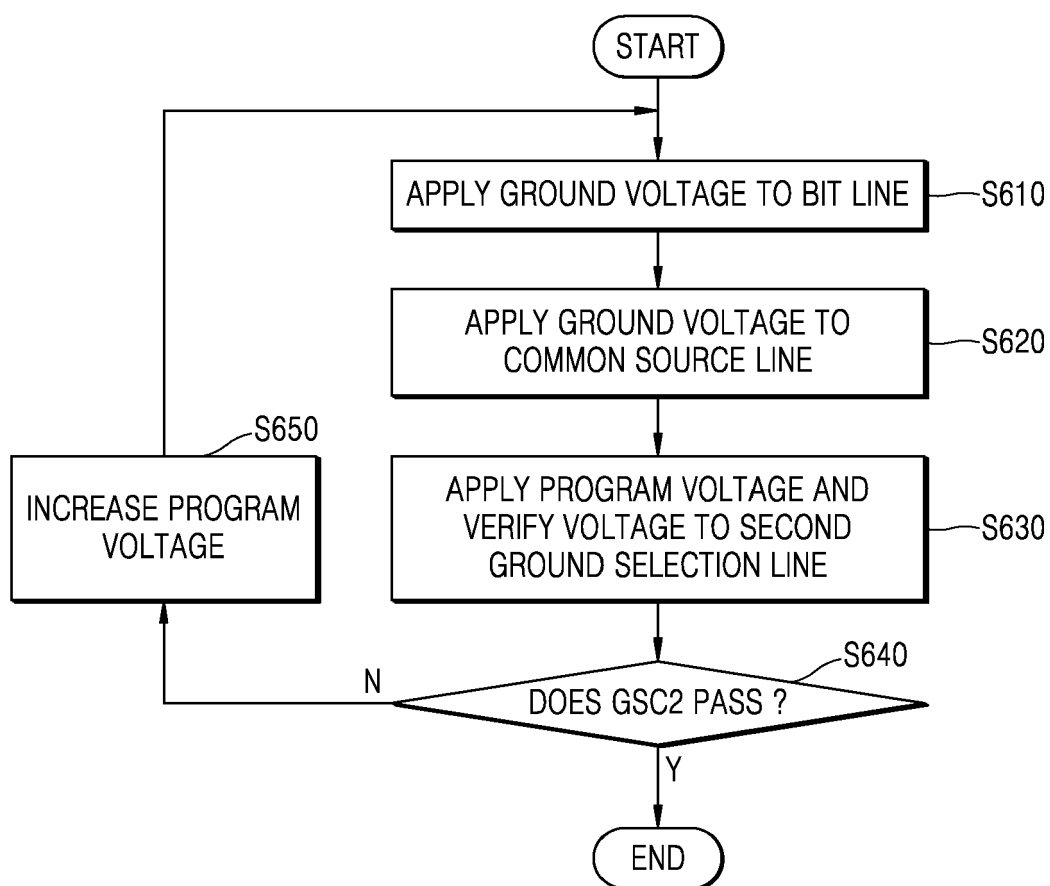 START
APPLY GROUND VOLTAGE TO BIT LINE
S610
APPLY GROUND VOLTAGE TO
COMMON SOURCE LINE
S620
S650
INCREASE PROGRAM
VOLTAGE
APPLY PROGRAM VOLTAGE AND
VERIFY VOLTAGE TO SECOND
GROUND SELECTION LINE
S630
S640
N
DOES GSC2 PASS ?
Y
END